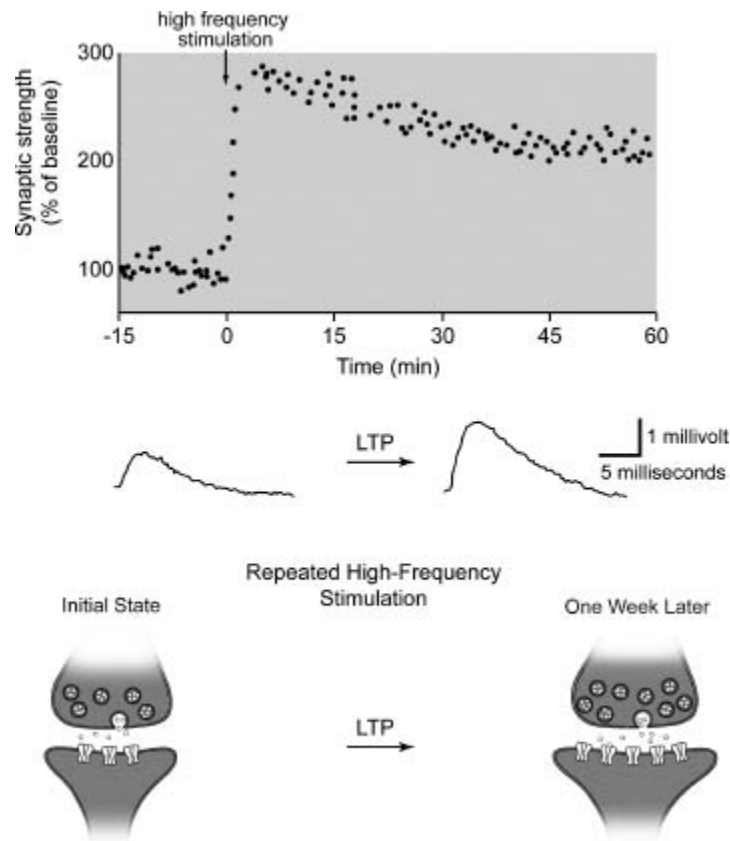 high frequency
stimulation
Synaptic strength
(% of baseline)
300
200
100
-15 0 15 30 45 60
Time (min)
LTP
1 millivolt
5 milliseconds
Repeated High-Frequency
Stimulation
Initial State
One Week Later
LTP